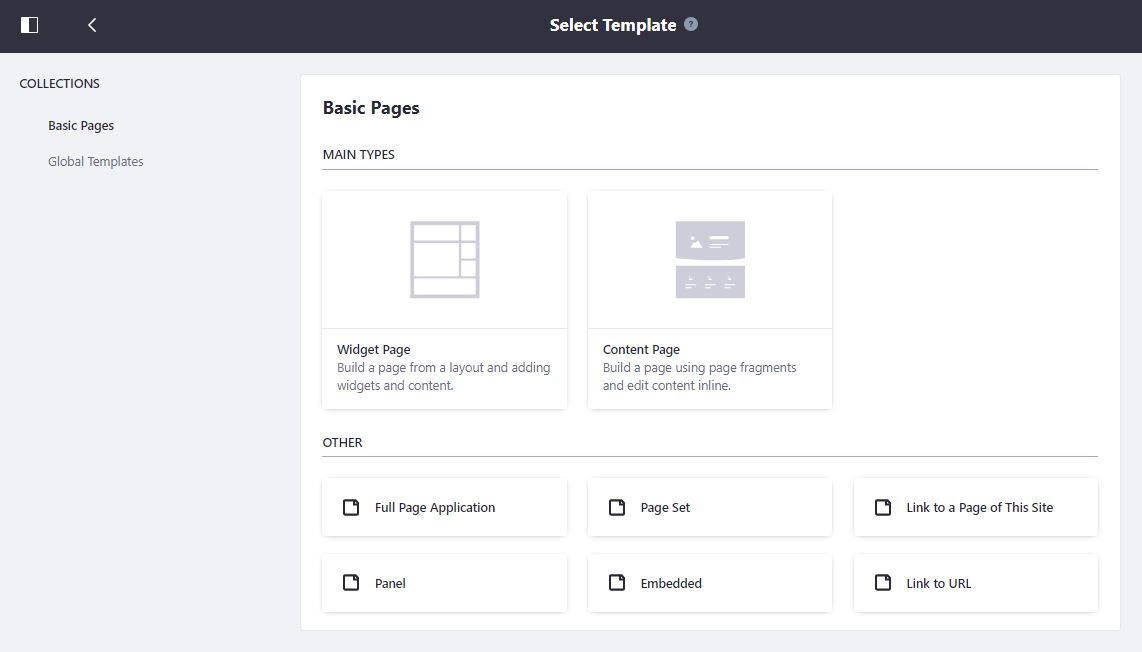 Select Template ?
COLLECTIONS
Basic Pages
Global Templates
Basic Pages
MAIN TYPES
Widget Page
Build a page from a layout and adding
widgets and content.
Content Page
Build a page using page fragments
and edit content inline.
OTHER
Full Page Application
Page Set
Link to a Page of This Site
Panel
Embedded
Link to URL